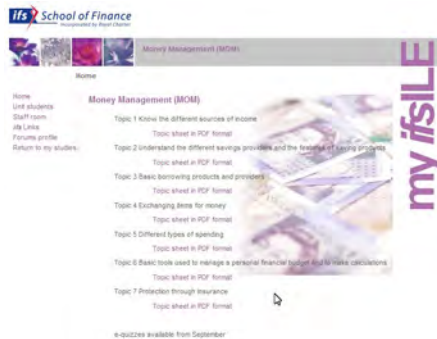 ifs School of Finance
Incorporated by Royal Charter
Money Management (MOM)
Home
my ifsILE
Home
Unit students
Staff room
ifs Links
Forums profile
Return to my studies
Money Management (MOM)
Topic 1 Know the different sources of income
Topic sheet in PDF format
Topic 2 Understand the different savings providers and the features of saving products
Topic sheet in PDF format
Topic 3 Basic borrowing products and providers
Topic sheet in PDF format
Topic 4 Exchanging items for money
Topic sheet in PDF format
Topic 5 Different types of spending
Topic sheet in PDF format
Topic 6 Basic tools used to manage a personal financial budget and to make calculations
Topic sheet in PDF format
Topic 7 Protection through Insurance
Topic sheet in PDF format
e-quizzes available from September